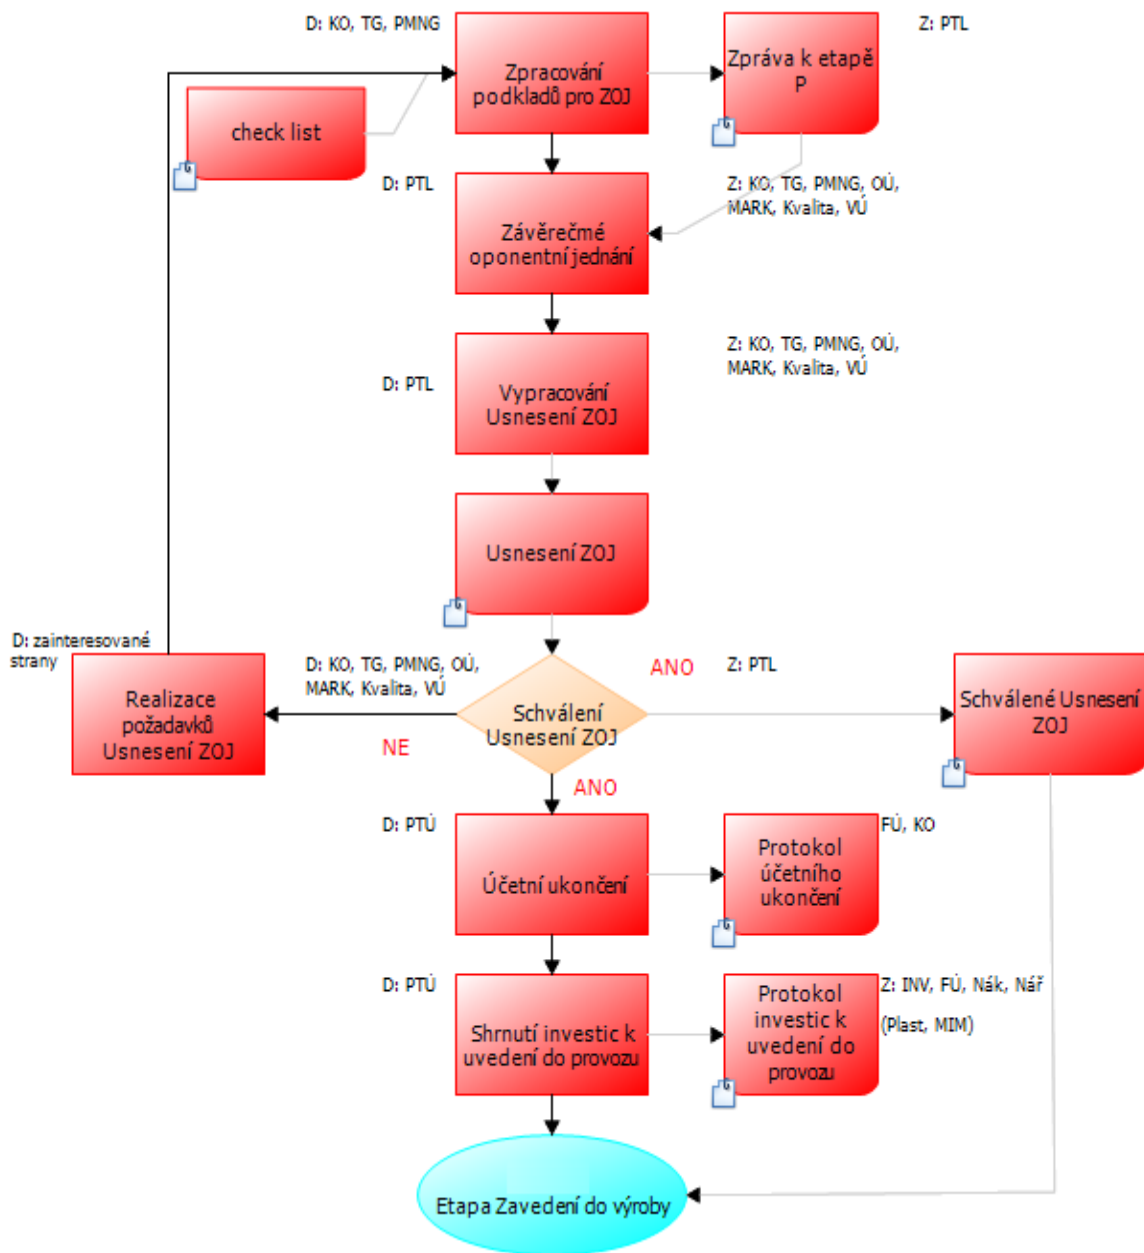 D: KO, TG, PMNG
Zpracování
podkladů pro ZOJ
Zpráva k etapě
P
Z: PTL
check list
D: PTL
Závěrečmé
oponentní jednání
Z: KO, TG, PMNG, OÚ,
MARK, Kvalita, VÚ
D: PTL
Vypracování
Usnesení ZOJ
Z: KO, TG, PMNG, OÚ,
MARK, Kvalita, VÚ
Usnesení ZOJ
D: zainteresované
strany
Realizace
požadavků
Usnesení ZOJ
D: KO, TG, PMNG, OÚ,
MARK, Kvalita, VÚ
NE
Schválení
Usnesení ZOJ
ANO
Z: PTL
Schválené Usnesení
ZOJ
ANO
D: PTÚ
Účetní ukončení
Protokol
účetního
ukončení
FÚ, KO
D: PTÚ
Shrnutí investic k
uvedení do provozu
Protokol
investic k
uvedení do
provozu
Z: INV, FÚ, Nák, Nář
(Plast, MIM)
Etapa Zavedení do výroby